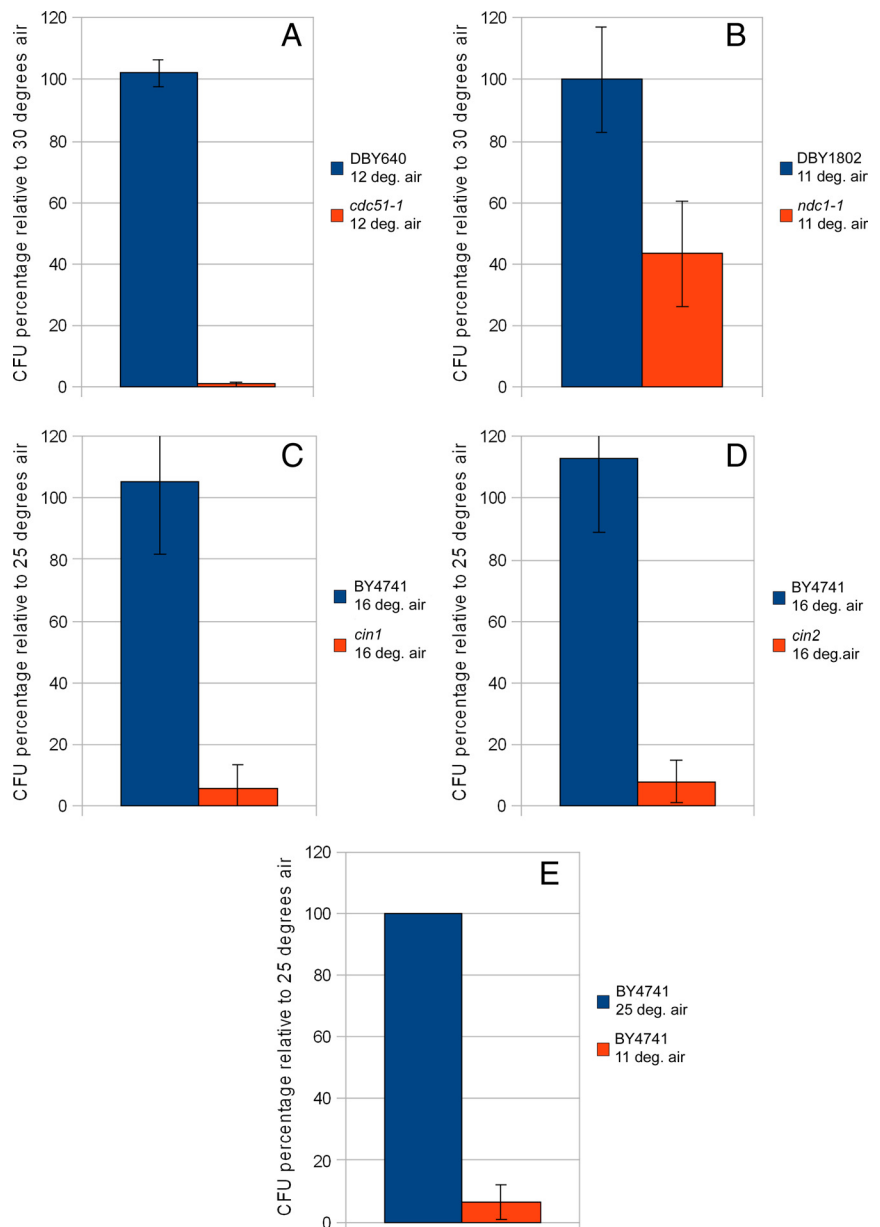 A
CFU percentage relative to 30 degrees air
120
100
80
60
40
20
0
DBY640
12 deg. air
cdc51-1
12 deg. air
B
CFU percentage relative to 30 degrees air
120
100
80
60
40
20
0
DBY1802
11 deg. air
ndc1-1
11 deg. air
C
CFU percentage relative to 25 degrees air
120
100
80
60
40
20
0
BY4741
16 deg. air
cin1
16 deg. air
D
CFU percentage relative to 25 degrees air
120
100
80
60
40
20
0
BY4741
16 deg. air
cin2
16 deg.air
E
CFU percentage relative to 25 degrees air
120
100
80
60
40
20
0
BY4741
25 deg. air
BY4741
11 deg. air